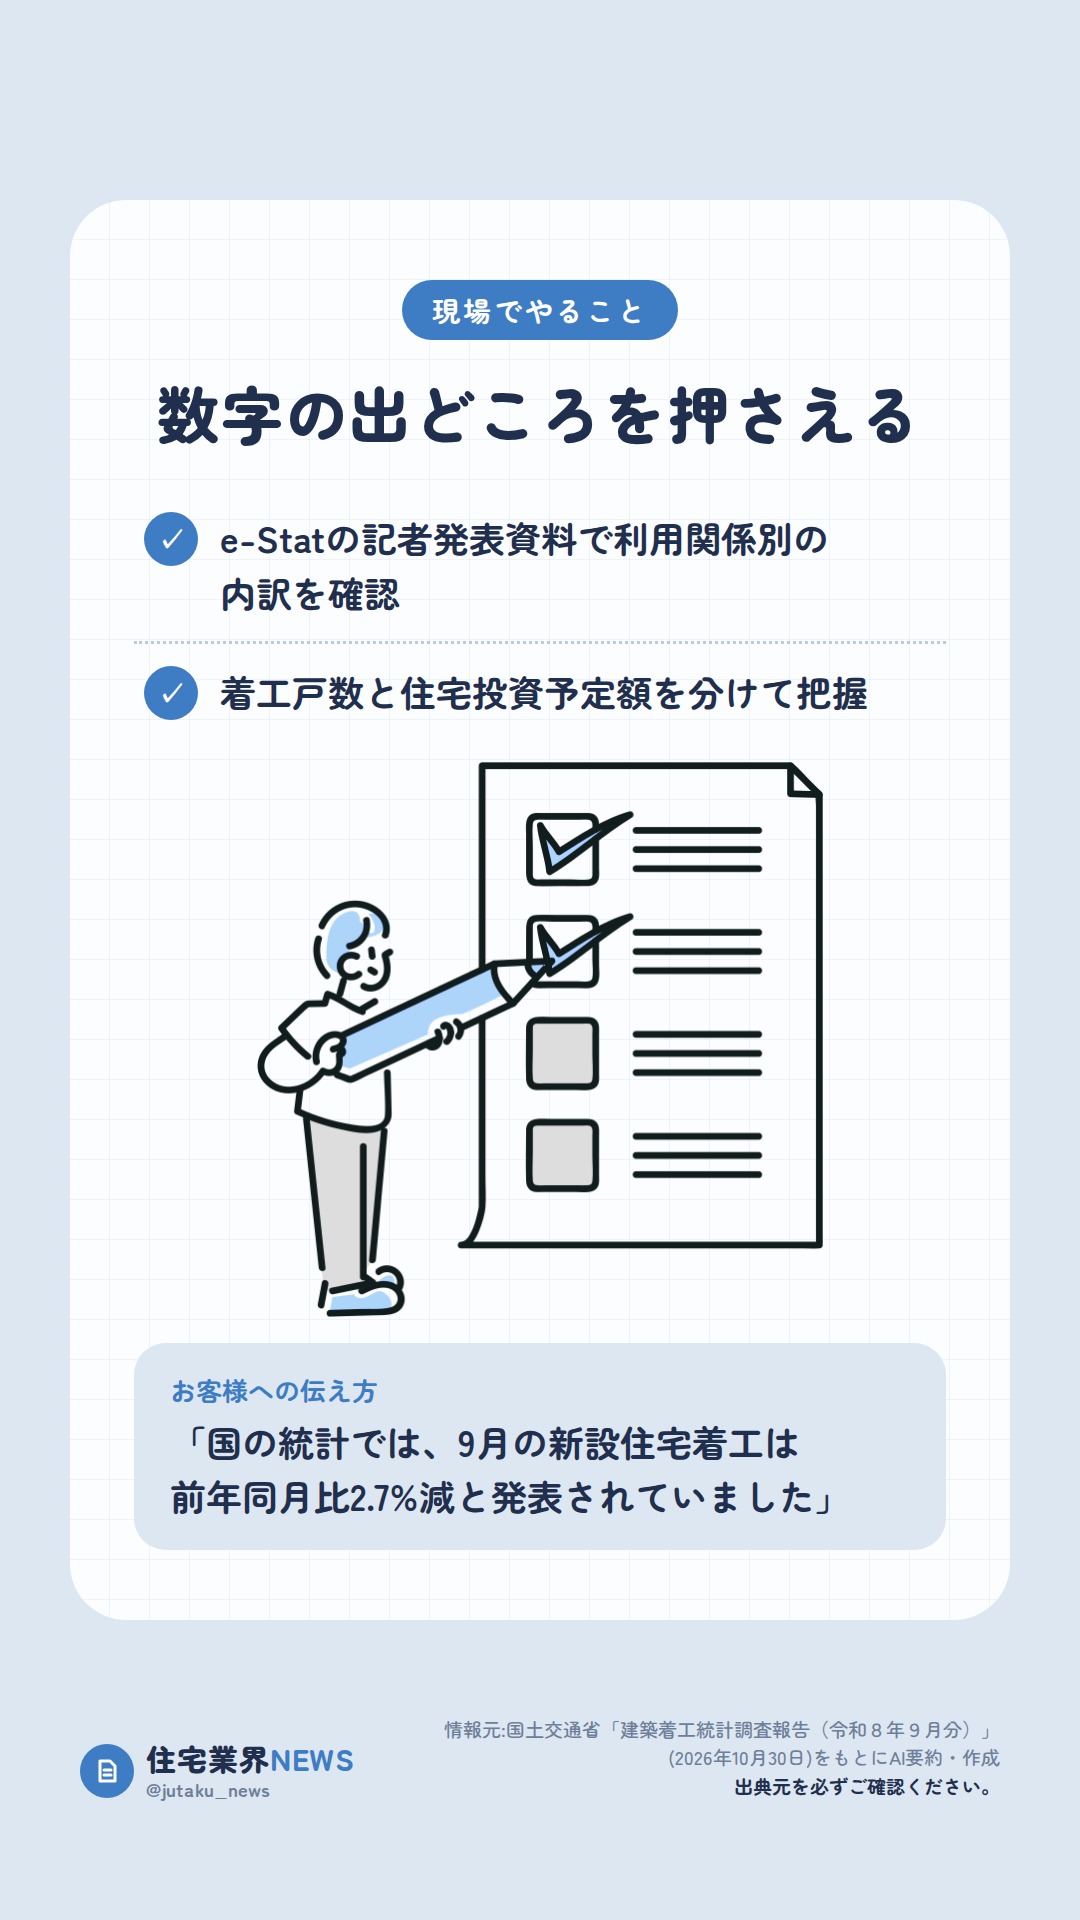 現場でやること
数字の出どころを押さえる
✓ e-Statの記者発表資料で利用関係別の
内訳を確認
✓ 着工戸数と住宅投資予定額を分けて把握
お客様への伝え方
「国の統計では、9月の新設住宅着工は
前年同月比2.7%減と発表されていました」
情報元:国土交通省「建築着工統計調査報告（令和８年９月分）」
(2026年10月30日)をもとにAI要約・作成
出典元を必ずご確認ください。
住宅業界NEWS
@jutaku_news